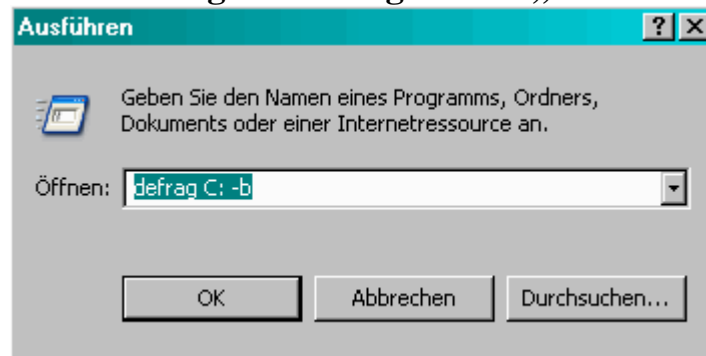 Ausführen
Geben Sie den Namen eines Programms, Ordners,
Dokuments oder einer Internetressource an.
Öffnen: defrag C: -b
OK Abbrechen Durchsuchen...